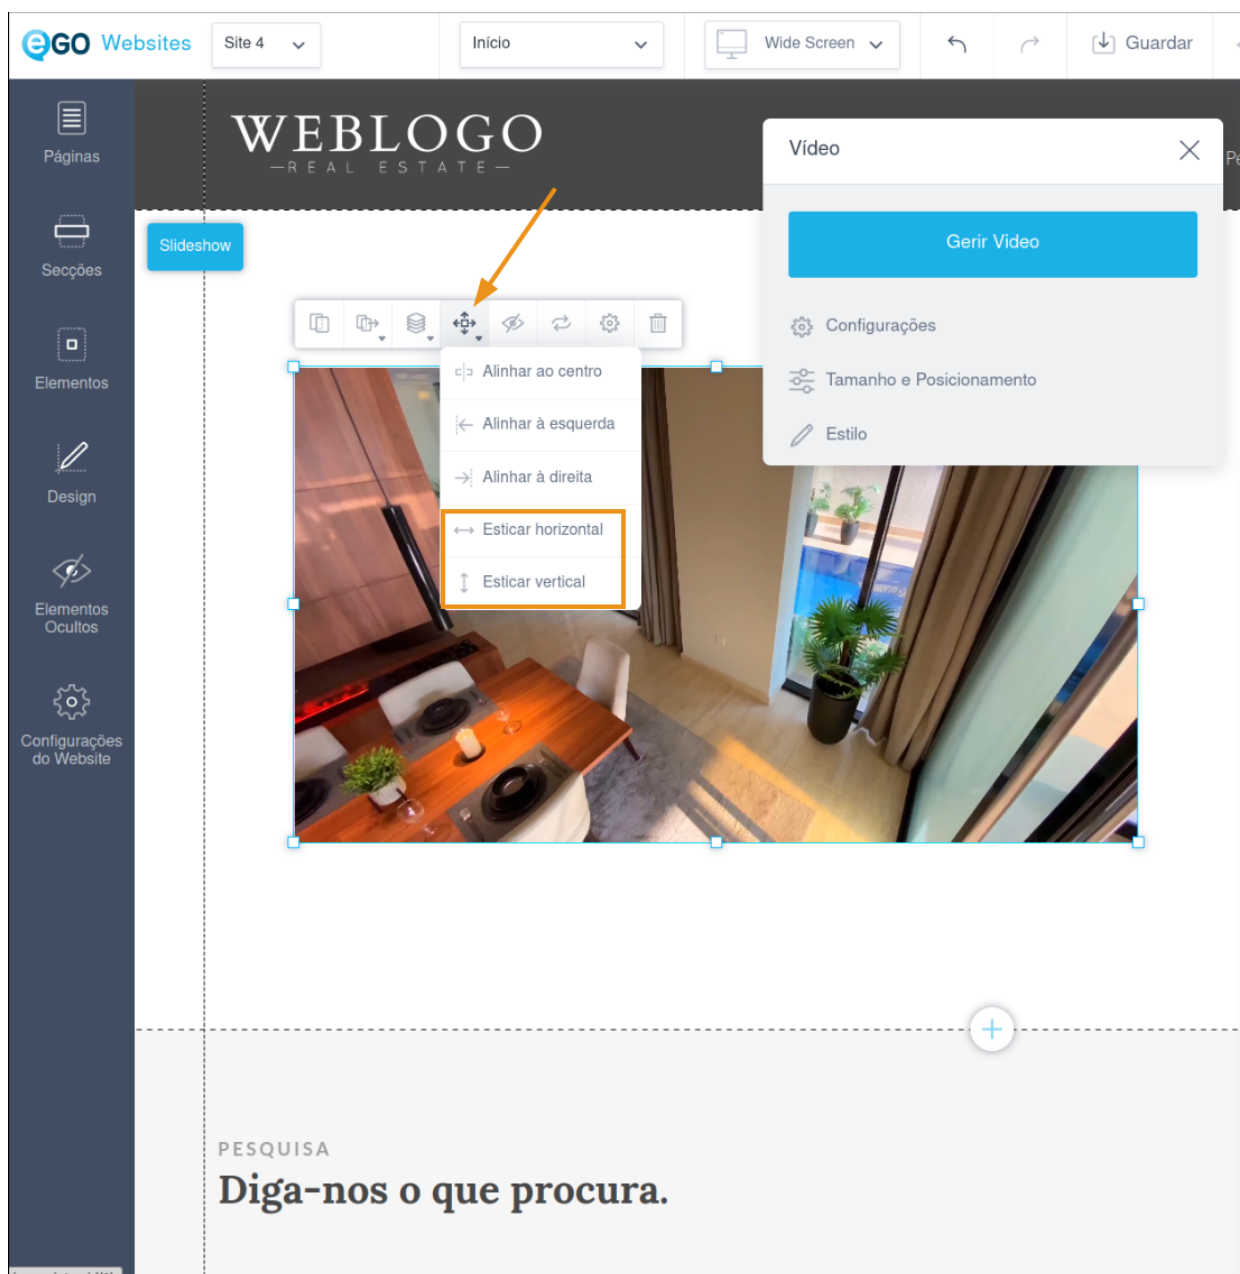 eGO Websites
Site 4
Início
Wide Screen
Guardar
Páginas
Secções
Elementos
Design
Elementos
Ocultos
Configurações
do Website
WEBLOGO
REAL ESTATE
Slideshow
Alinhar ao centro
Alinhar à esquerda
Alinhar à direita
Esticar horizontal
Esticar vertical
Vídeo
Gerir Video
Configurações
Tamanho e Posicionamento
Estilo
PESQUISA
Diga-nos o que procura.